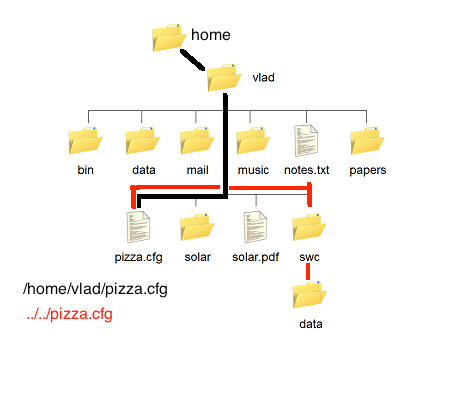 home
vlad
bin data mail music notes.txt papers
pizza.cfg solar solar.pdf swc
/home/vlad/pizza.cfg
../../pizza.cfg
data